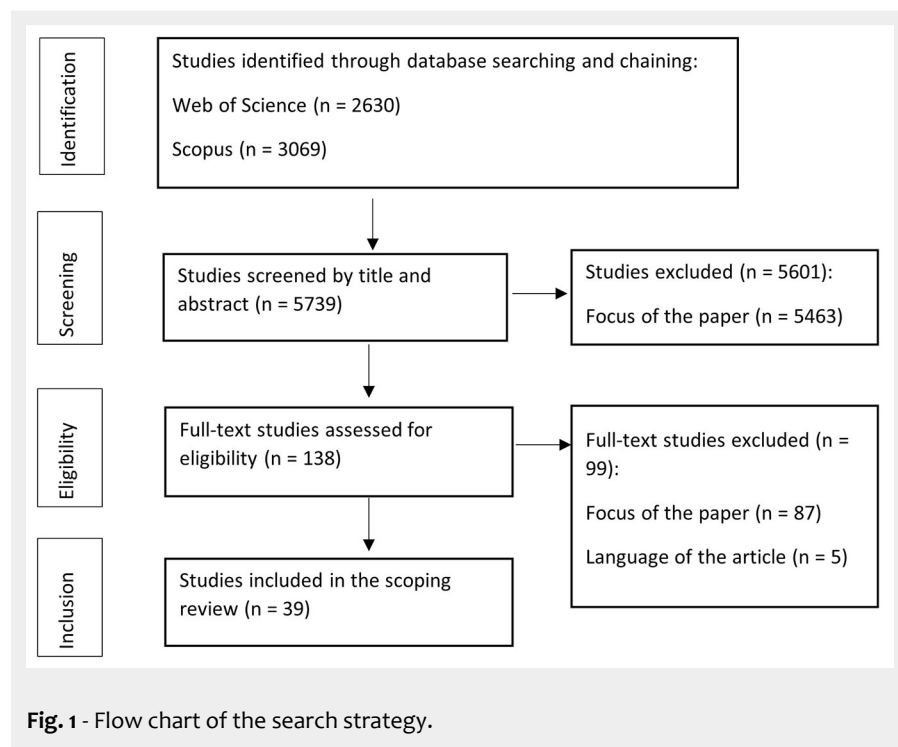 Identification
Studies identified through database searching and chaining:
Web of Science (n = 2630)
Scopus (n = 3069)
Screening
Studies screened by title and
abstract (n = 5739)
Studies excluded (n = 5601):
Focus of the paper (n = 5463)
Eligibility
Full-text studies assessed for
eligibility (n = 138)
Full-text studies excluded (n =
99):
Focus of the paper (n = 87)
Language of the article (n = 5)
Inclusion
Studies included in the scoping
review (n = 39)
Fig. 1 - Flow chart of the search strategy.